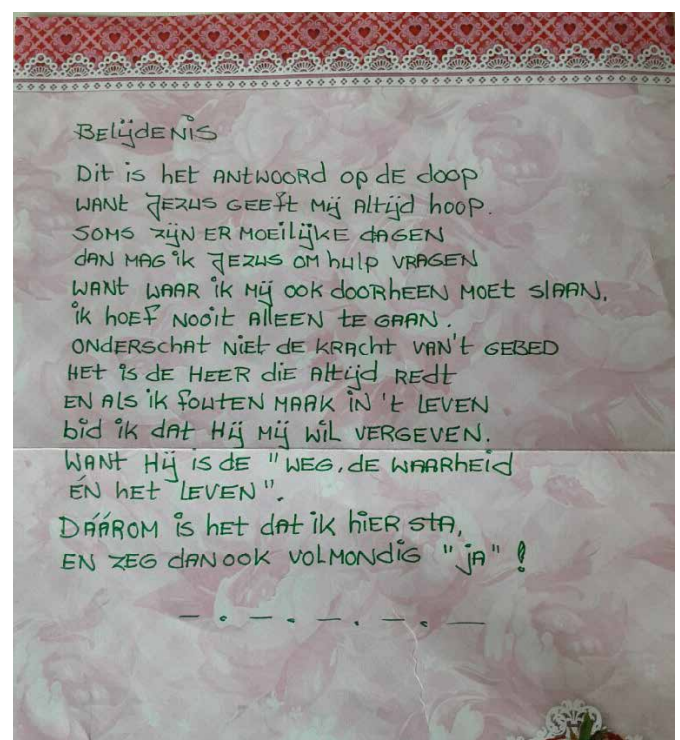 Belijdenis
Dit is het antwoord op de doop
want Jezus geeft mij altijd hoop.
Soms zijn er moeilijke dagen
dan mag ik Jezus om hulp vragen
want waar ik mij ook doorheen moet slaan,
ik hoef nooit alleen te gaan.
Onderschat niet de kracht van't gebed
Het is de Heer die altijd redt
en als ik fouten maak in 't leven
bid ik dat Hij mij wil vergeven.
Want Hij is de "weg, de waarheid
én het leven".
Dáárom is het dat ik hier sta,
en zeg dan ook volmondig "ja"!